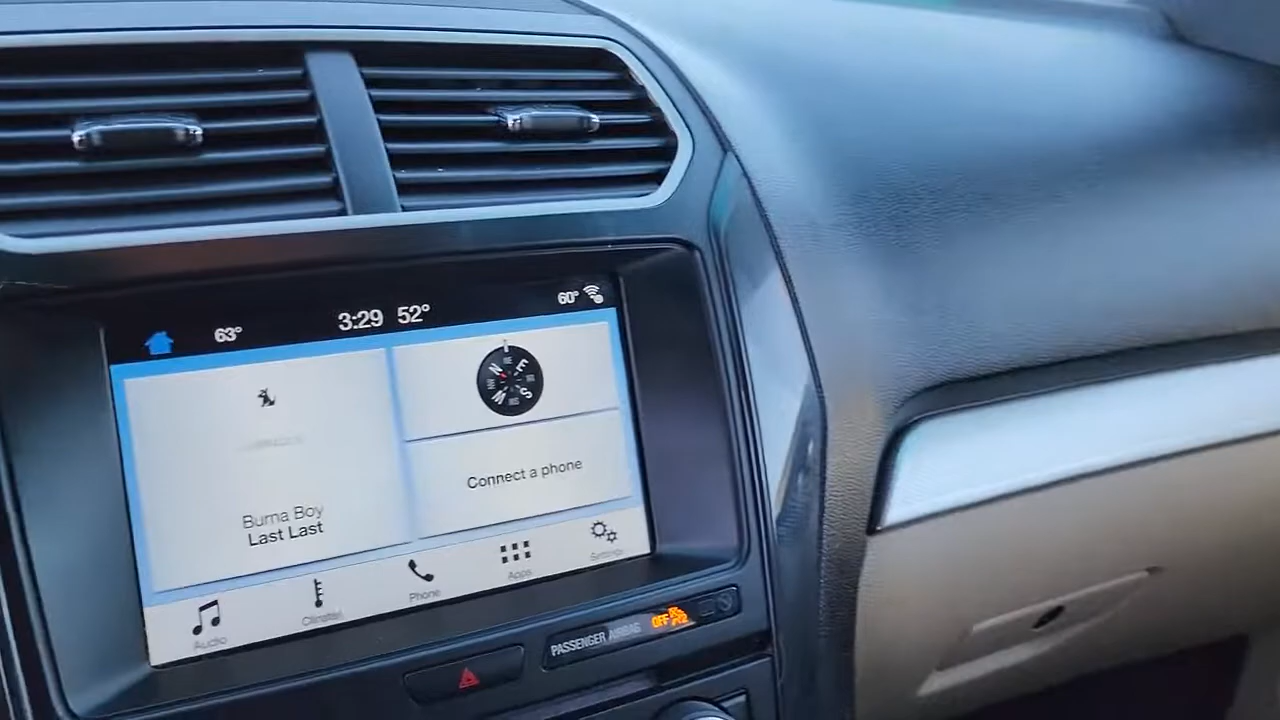 63°
3:29 52°
60°
N
NE
E
S
W
Connect a phone
Burna Boy
Last Last
Audio
Climate
Phone
Apps
Settings
PASSENGER AIRBAG
OFF